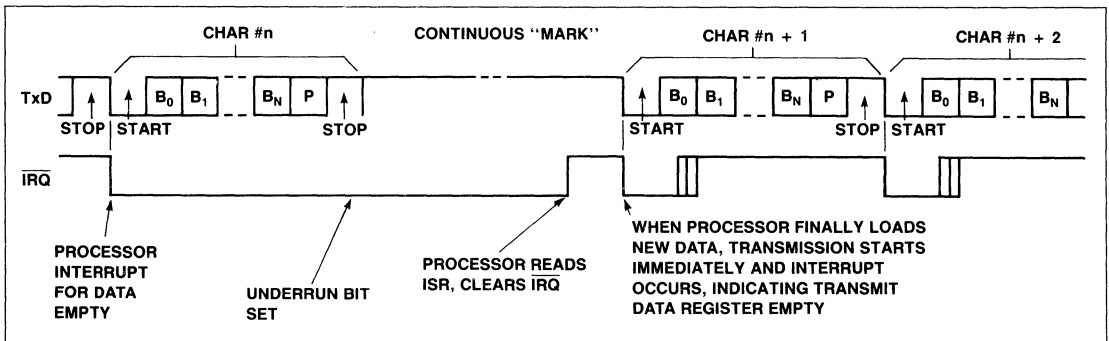 CHAR #n CONTINUOUS "MARK" CHAR #n + 1 CHAR #n + 2
TxD B0 B1 BN P B0 B1 BN P B0 B1 BN
STOP START STOP START STOP START
IRQ
PROCESSOR
INTERRUPT
FOR DATA
EMPTY
UNDERRUN BIT
SET
PROCESSOR READS
ISR, CLEARS IRQ
WHEN PROCESSOR FINALLY LOADS
NEW DATA, TRANSMISSION STARTS
IMMEDIATELY AND INTERRUPT
OCCURS, INDICATING TRANSMIT
DATA REGISTER EMPTY